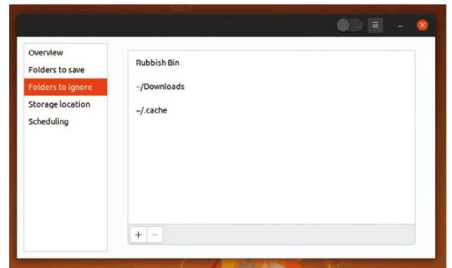 Overview
Folders to save
Folders to ignore
Storage location
Scheduling
Rubbish Bin
~/Downloads
~/.cache